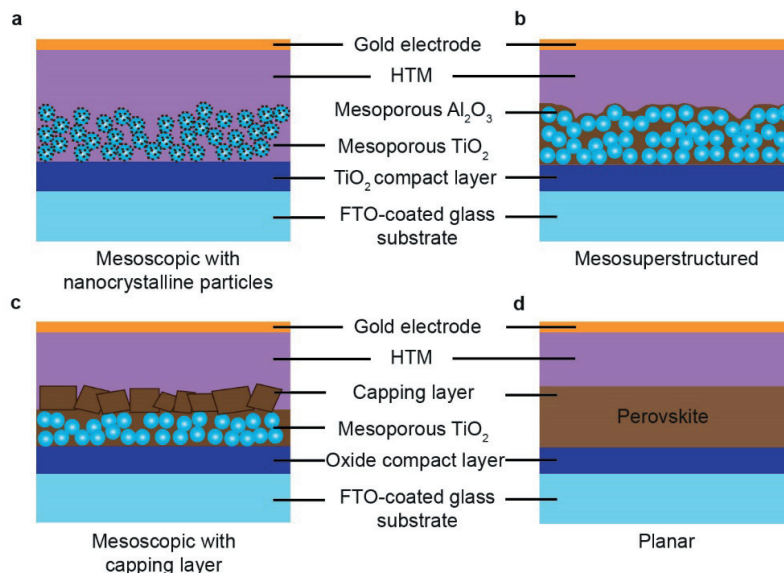 a
b
Gold electrode
HTM
Mesoporous Al2O3
Mesoporous TiO2
TiO2 compact layer
FTO-coated glass
substrate
Mesoscopic with
nanocrystalline particles
Mesosuperstructured
c
d
Gold electrode
HTM
Capping layer
Perovskite
Mesoporous TiO2
Oxide compact layer
FTO-coated glass
substrate
Mesoscopic with
capping layer
Planar